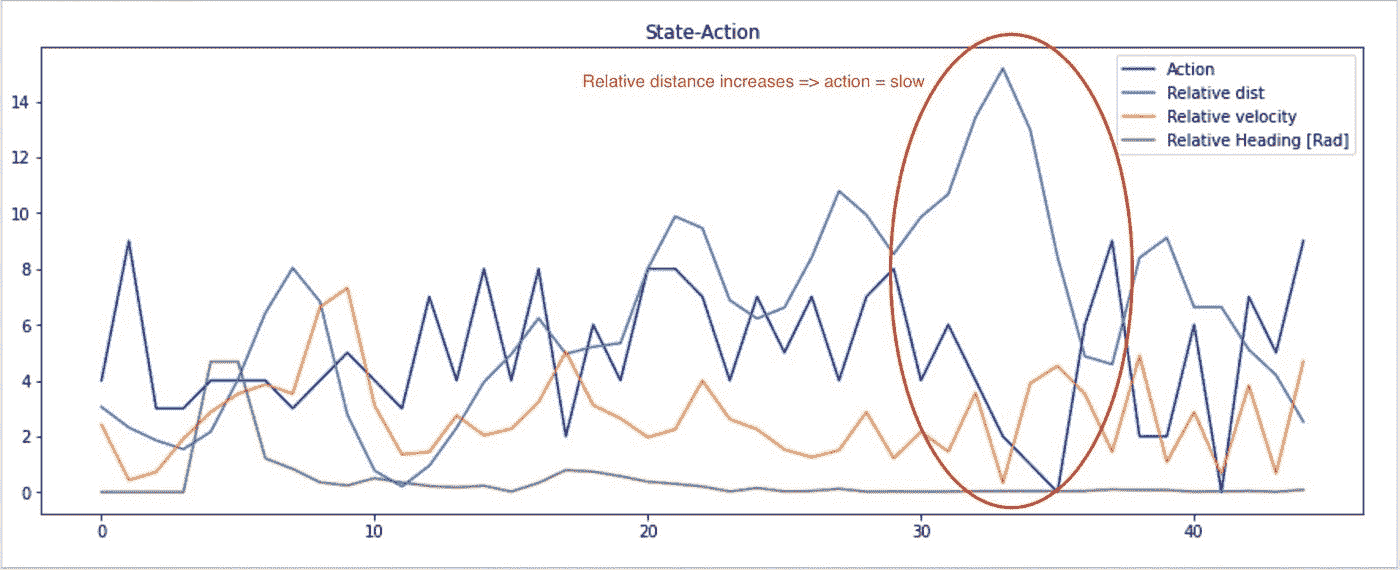 State-Action
Relative distance increases => action = slow
Action
Relative dist
Relative velocity
Relative Heading [Rad]
14
12
10
8
6
4
2
0
0 10 20 30 40